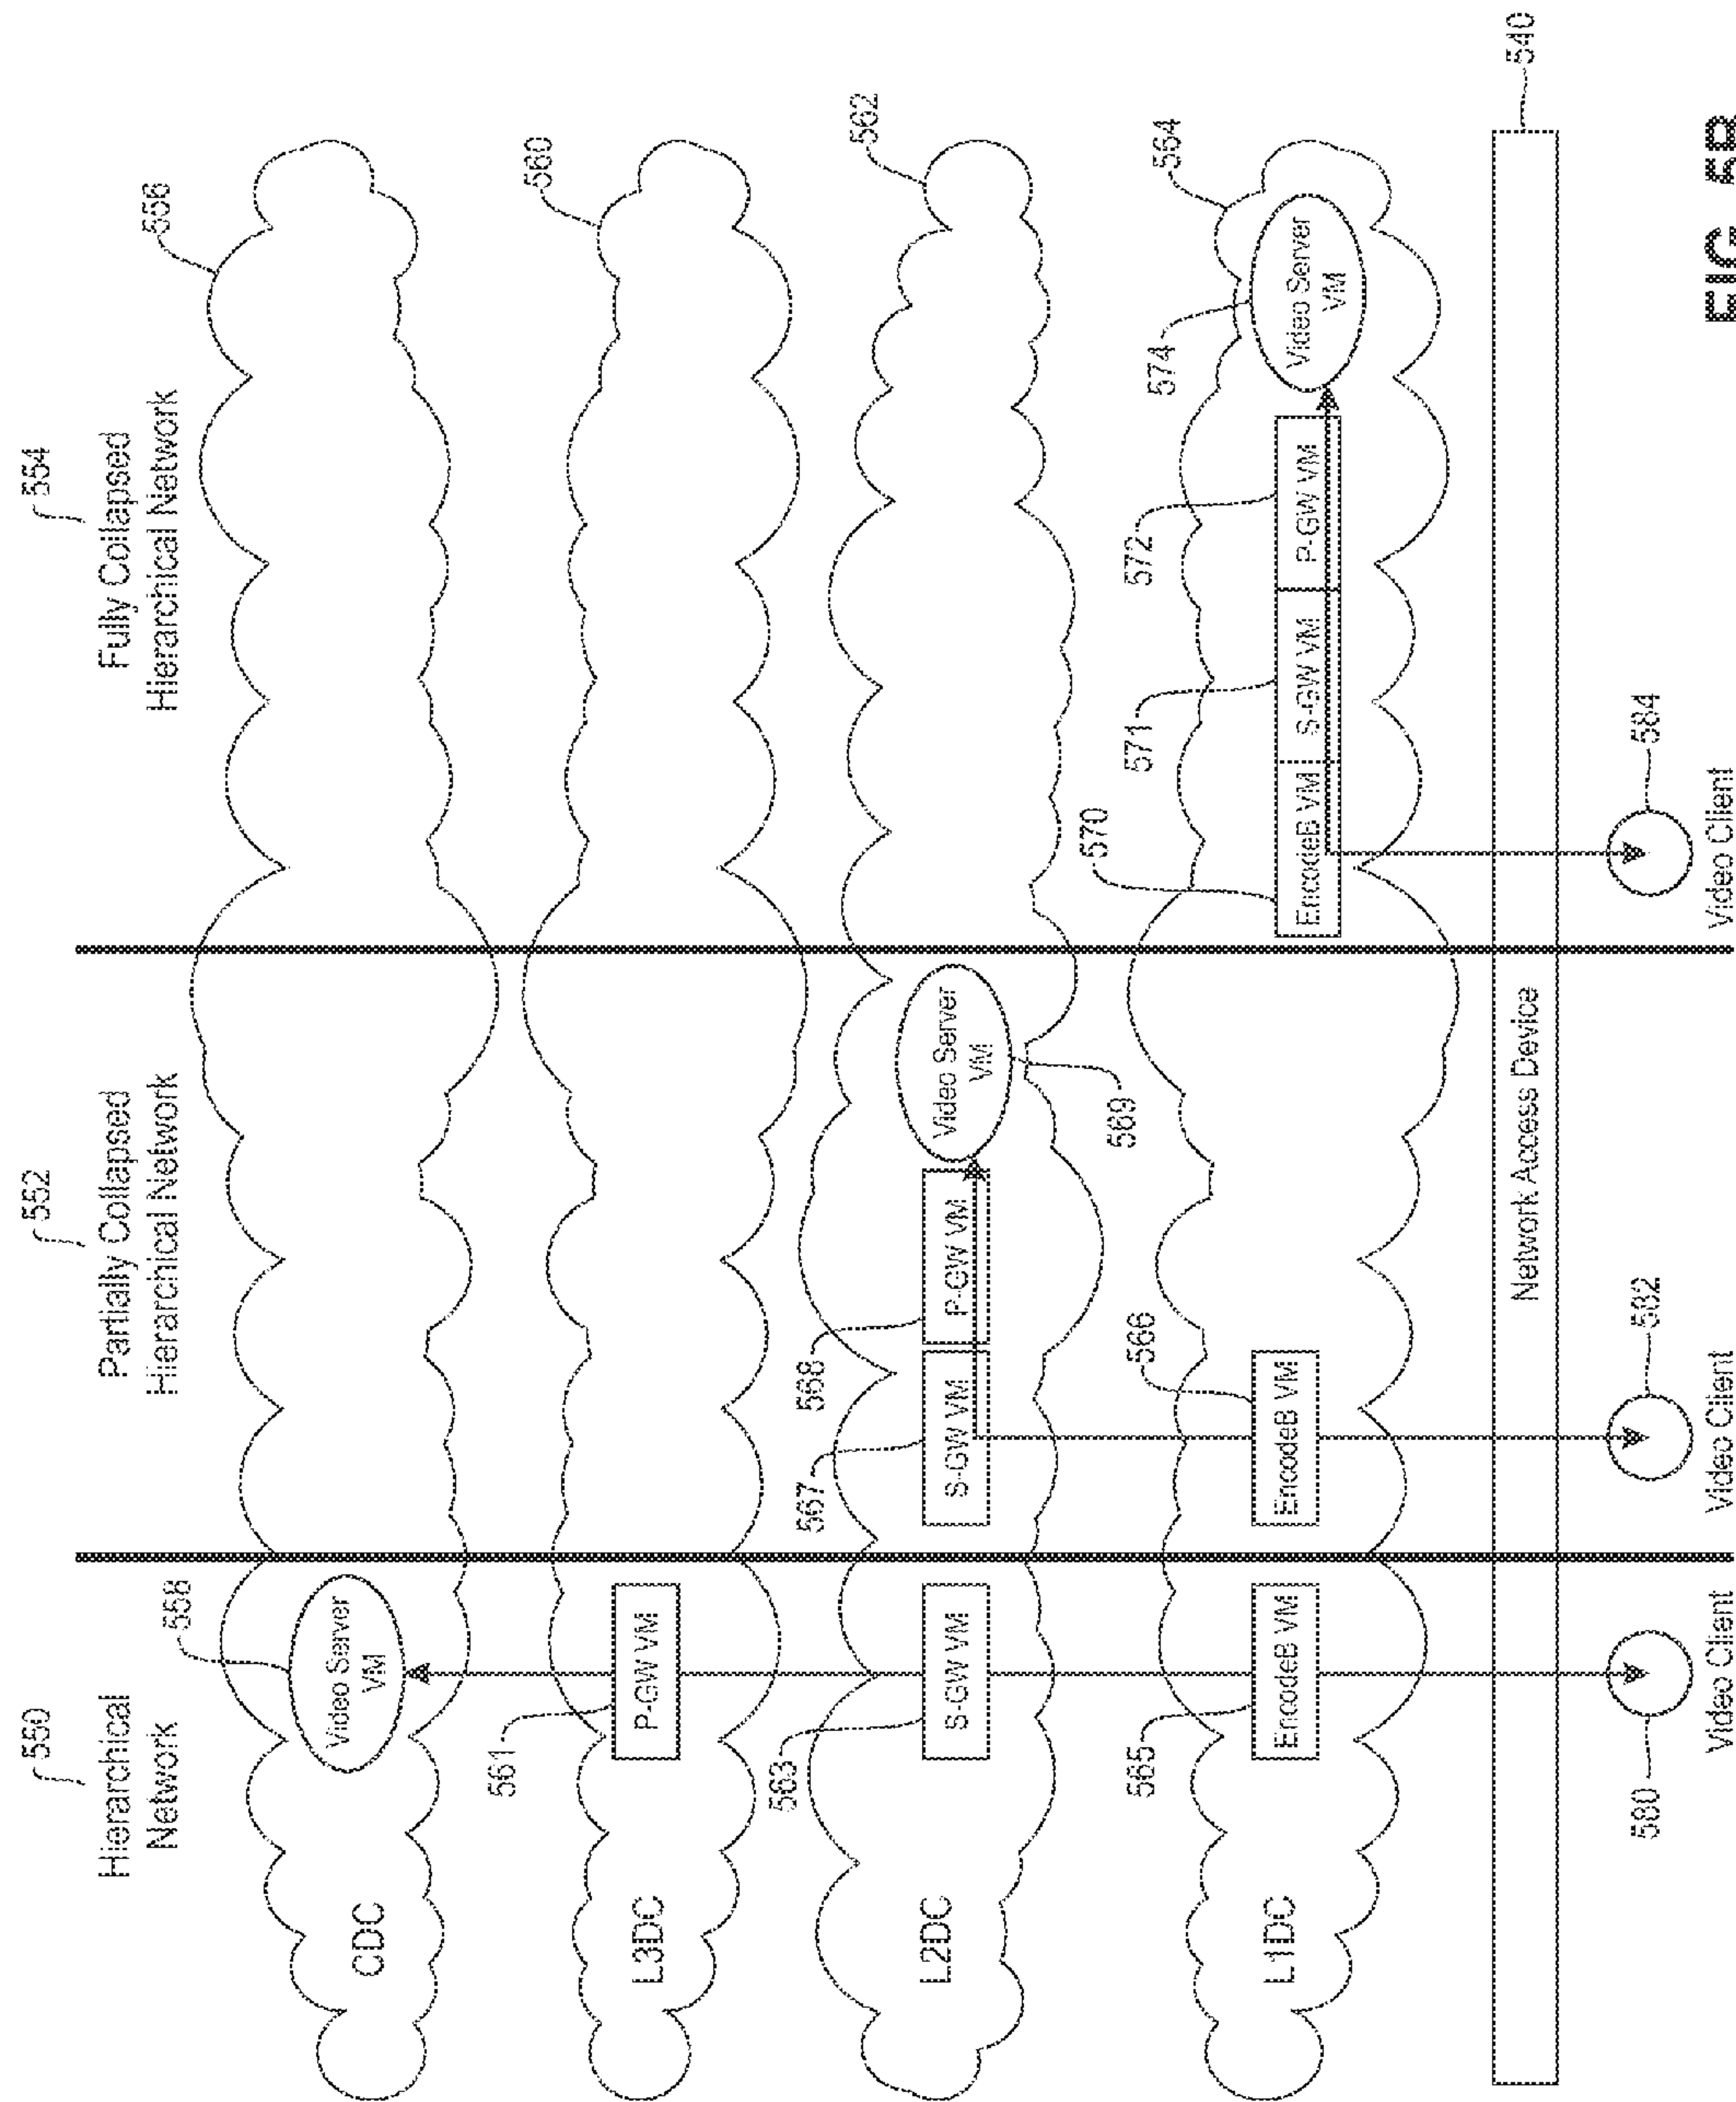 550
Hierarchical
Network
552
Partially Collapsed
Hierarchical Network
554
Fully Collapsed
Hierarchical Network
CDC
Video Server
VM
558
556
L3DC
561
P-GW VM
560
L2DC
563
S-GW VM
567
S-GW VM
568
P-GW VM
Video Server
VM
569
562
L1DC
565
EncodeB VM
566
EncodeB VM
570
EncodeB VM
571
S-GW VM
572
P-GW VM
574
Video Server
VM
564
Network Access Device
540
580
Video Client
582
Video Client
584
Video Client
FIG. 5B